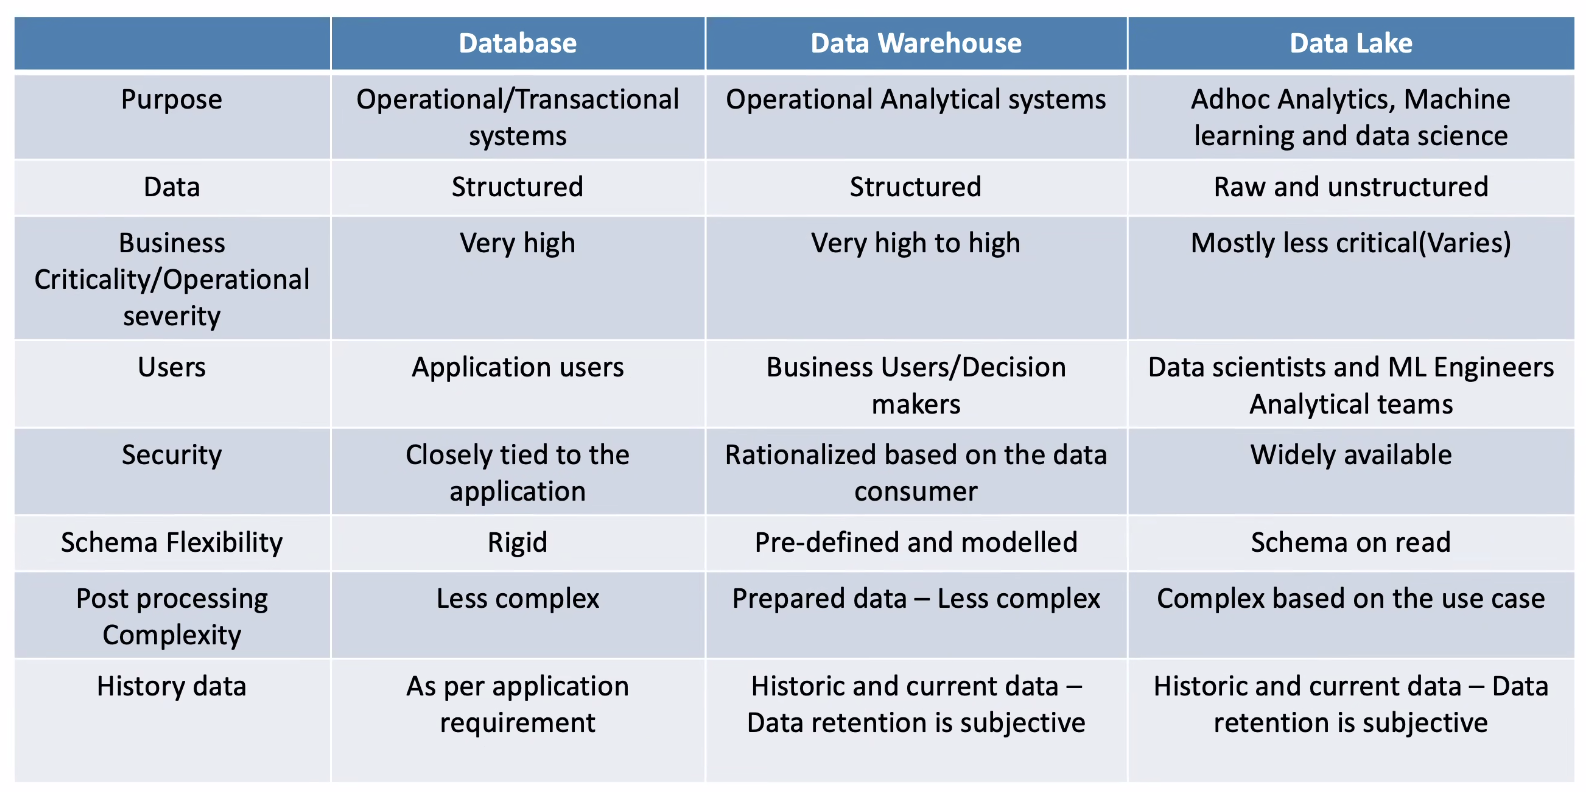 Database
Data Warehouse
Data Lake
Purpose
Operational/Transactional
systems
Operational Analytical systems
Adhoc Analytics, Machine
learning and data science
Data
Structured
Structured
Raw and unstructured
Business
Criticality/Operational
severity
Very high
Very high to high
Mostly less critical(Varies)
Users
Application users
Business Users/Decision
makers
Data scientists and ML Engineers
Analytical teams
Security
Closely tied to the
application
Rationalized based on the data
consumer
Widely available
Schema Flexibility
Rigid
Pre-defined and modelled
Schema on read
Post processing
Complexity
Less complex
Prepared data – Less complex
Complex based on the use case
History data
As per application
requirement
Historic and current data –
Data retention is subjective
Historic and current data – Data
retention is subjective